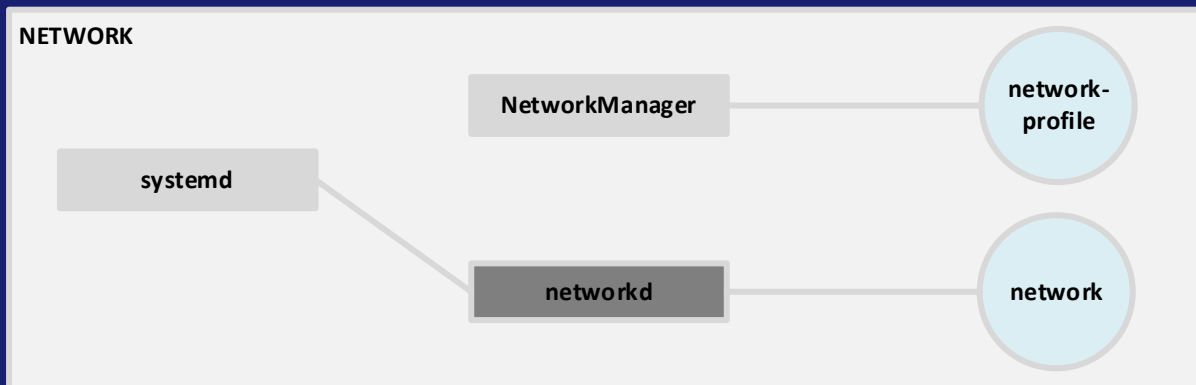 NETWORK
NetworkManager
network-
profile
systemd
networkd
network